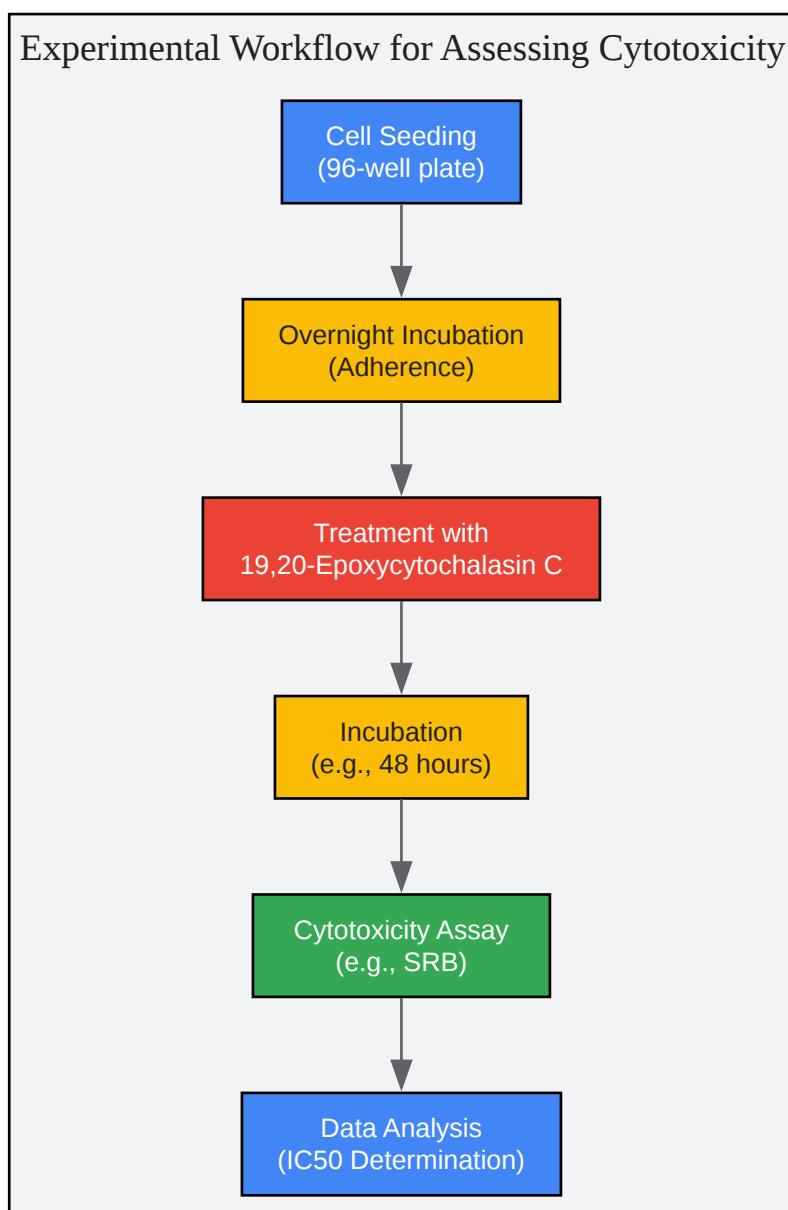 Experimental Workflow for Assessing Cytotoxicity
Cell Seeding
(96-well plate)
Overnight Incubation
(Adherence)
Treatment with
19,20-Epoxycytochalasin C
Incubation
(e.g., 48 hours)
Cytotoxicity Assay
(e.g., SRB)
Data Analysis
(IC50 Determination)